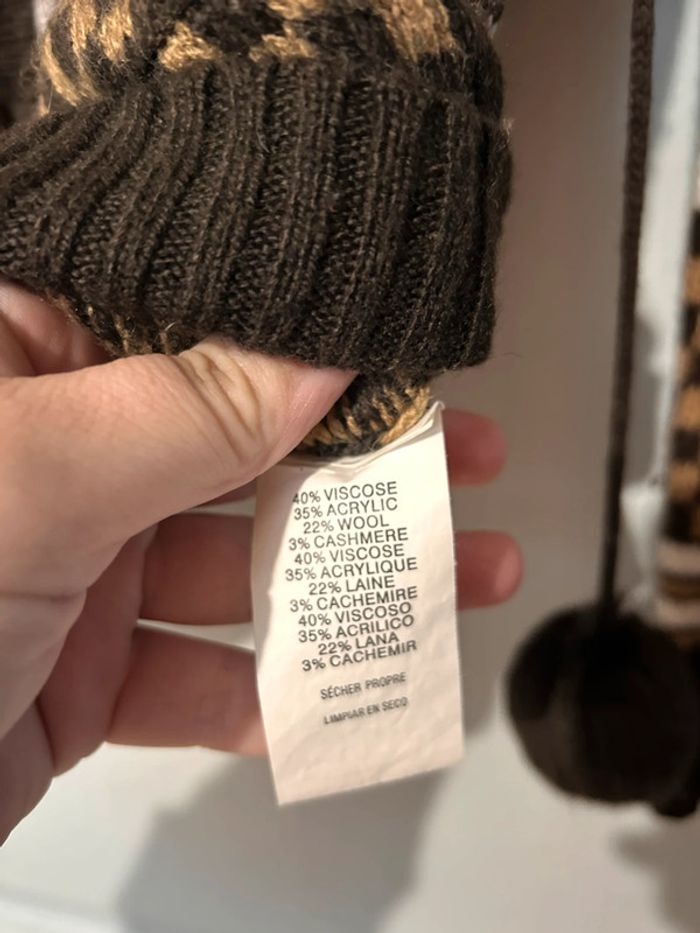 40% VISCOSE
35% ACRYLIC
22% WOOL
3% CASHMERE
40% VISCOSE
35% ACRYLIQUE
22% LAINE
3% CACHEMIRE
40% VISCOSO
35% ACRILICO
22% LANA
3% CACHEMIR
SÉCHER PROPRE
LIMPIAR EN SECO